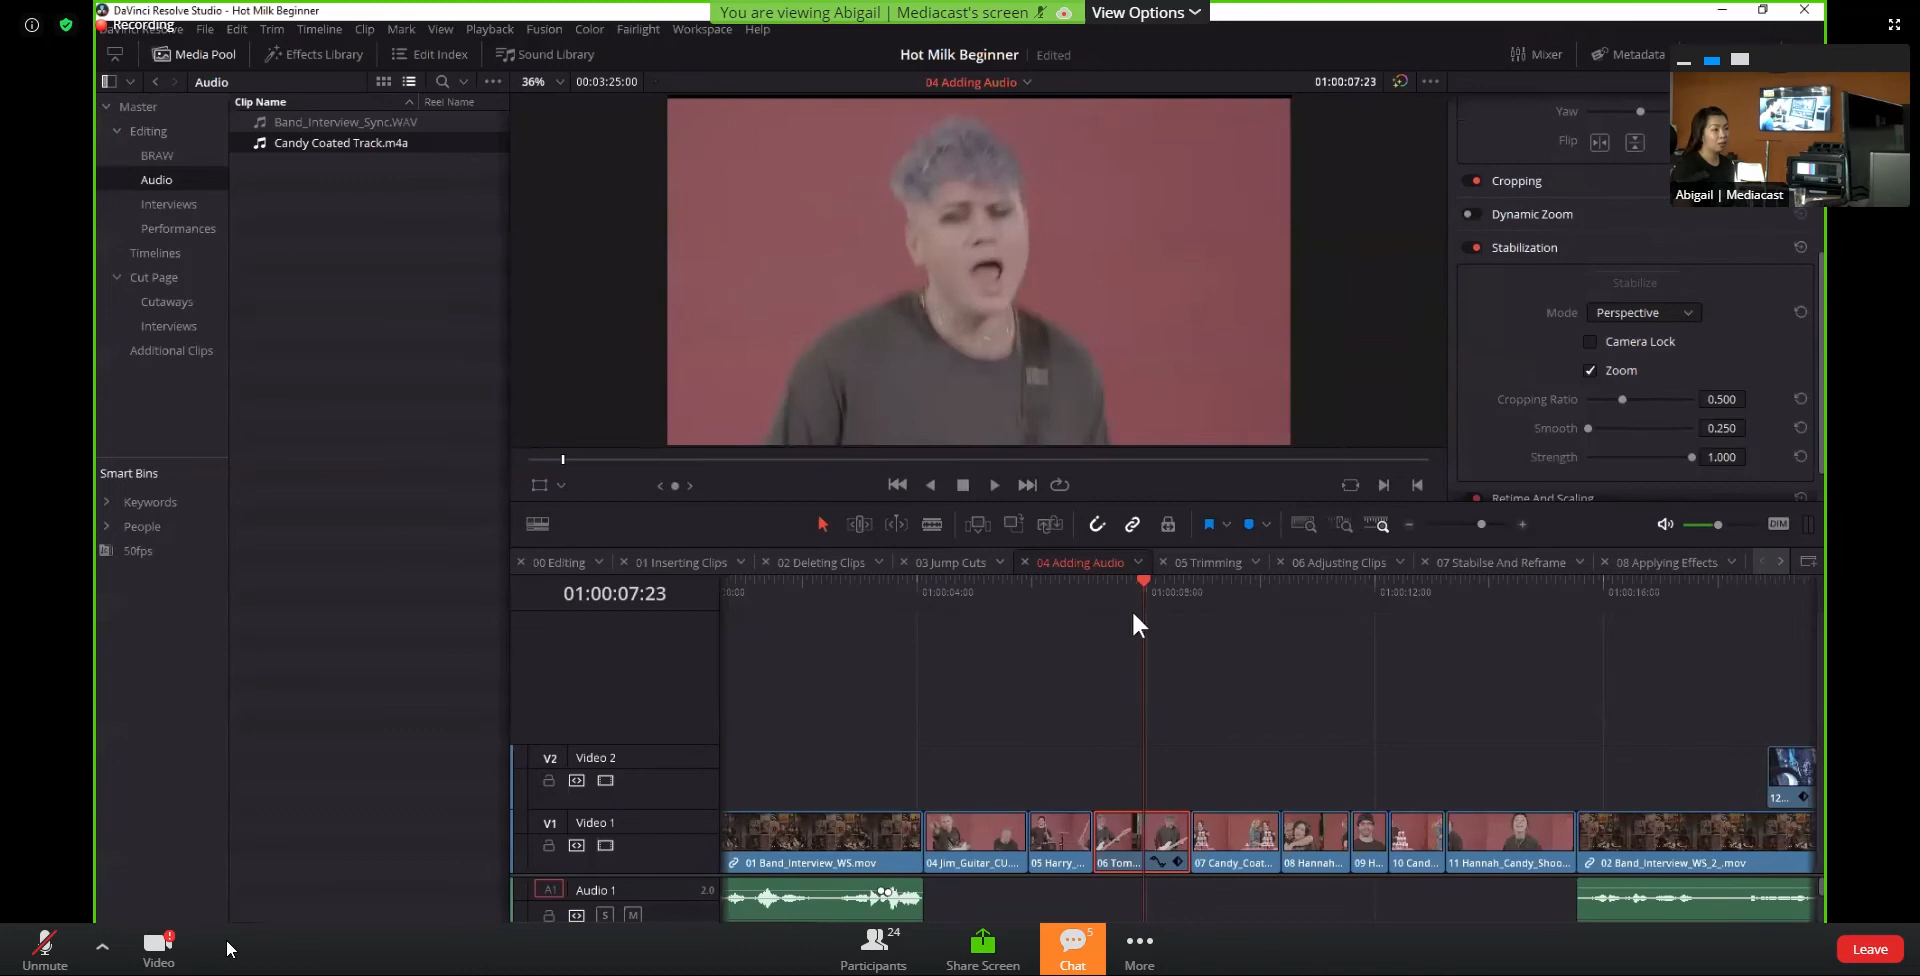 DaVinci Resolve Studio - Hot Milk Beginner
You are viewing Abigail | Mediacast's screen
View Options
Recording
DaVinci Resolve File Edit Trim Timeline Clip Mark View Playback Fusion Color Fairlight Workspace Help
Media Pool Effects Library Edit Index Sound Library
Hot Milk Beginner Edited
Mixer Metadata
Audio
36% 00:03:25:00
04 Adding Audio
01:00:07:23
Clip Name Reel Name
Master
Editing
BRAW
Audio
Interviews
Performances
Timelines
Cut Page
Cutaways
Interviews
Additional Clips
Band_Interview_Sync.WAV
Candy Coated Track.m4a
Smart Bins
Keywords
People
50fps
Yaw
Flip
Cropping
Dynamic Zoom
Stabilization
Stabilize
Mode Perspective
Camera Lock
Zoom
Cropping Ratio 0.500
Smooth 0.250
Strength 1.000
Retime And Scaling
Abigail | Mediacast
DIM
00 Editing 01 Inserting Clips 02 Deleting Clips 03 Jump Cuts 04 Adding Audio 05 Trimming 06 Adjusting Clips 07 Stabilse And Reframe 08 Applying Effects
01:00:07:23
:0:00 01:00:04:00 01:00:08:00 01:00:12:00 01:00:16:00
V2 Video 2
12...
V1 Video 1
01 Band_Interview_WS.mov 04 Jim_Guitar_CU.... 05 Harry_... 06 Tom... 07 Candy_Coat... 08 Hannah... 09 H... 10 Cand... 11 Hannah_Candy_Shoo... 02 Band_Interview_WS_2_.mov
A1 Audio 1 2.0
S M
Unmute
Video
24
Participants
Share Screen
5
Chat
More
Leave